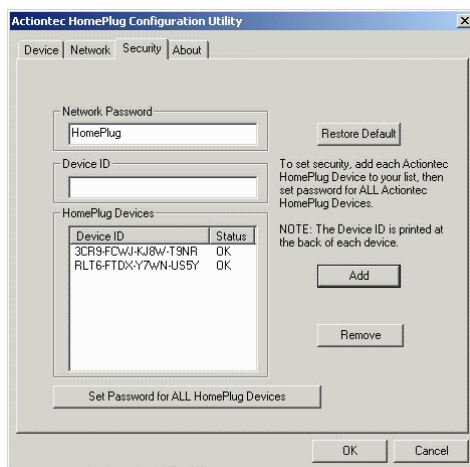 Actiontec HomePlug Configuration Utility
Device Network Security About
Network Password
HomePlug
Restore Default
Device ID
To set security, add each Actiontec
HomePlug Device to your list, then
set password for ALL Actiontec
HomePlug Devices.
NOTE: The Device ID is printed at
the back of each device.
HomePlug Devices
Device ID Status
3CR9-FCWJ-KJ8W-T9NR OK
RLT6-FTDX-Y7WN-US5Y OK
Add
Remove
Set Password for ALL HomePlug Devices
OK Cancel